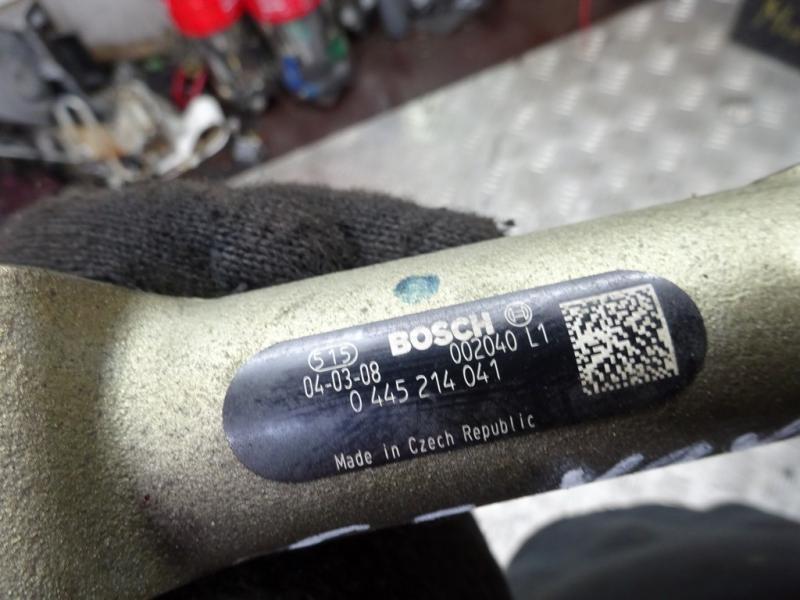 BOSCH
515 002040 L1
04-03-08
0 445 214 041
Made in Czech Republic